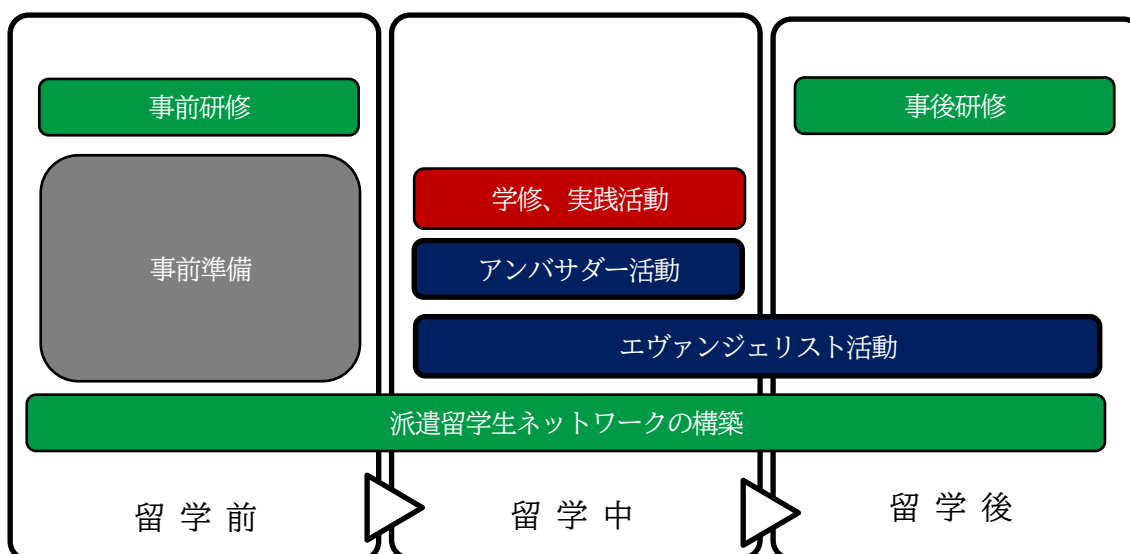 事前研修
事後研修
事前準備
学修、実践活動
アンバサダー活動
エヴァンジェリスト活動
派遣留学生ネットワークの構築
留 学 前
留 学 中
留 学 後